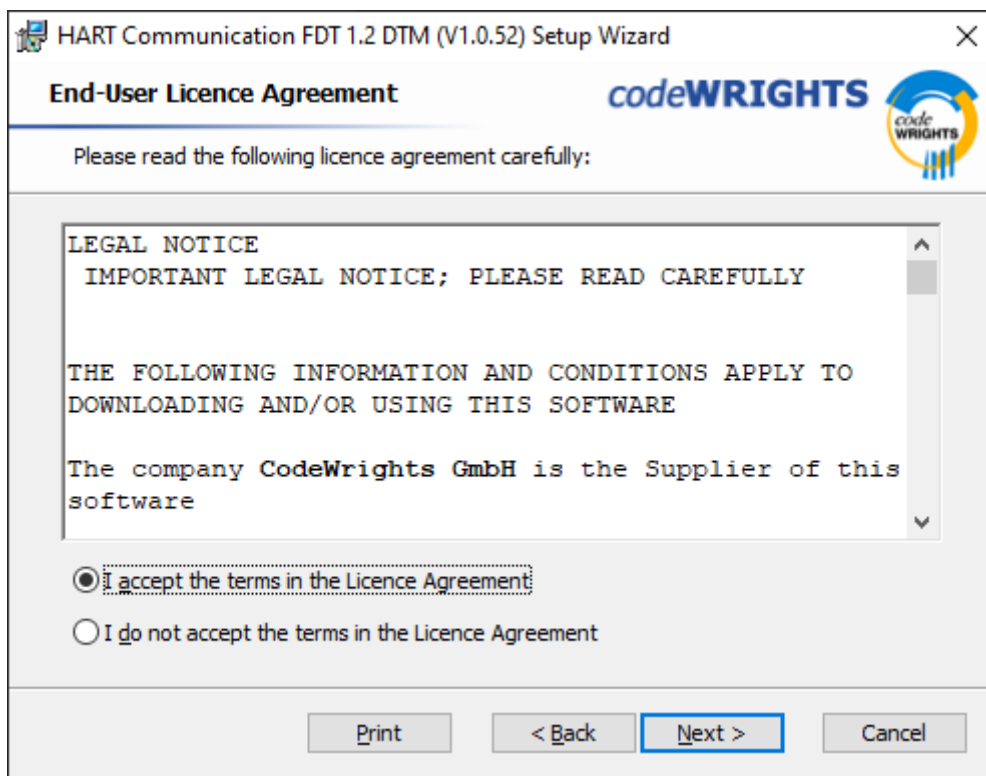 HART Communication FDT 1.2 DTM (V1.0.52) Setup Wizard
End-User Licence Agreement
codeWRIGHTS
code
WRIGHTS
Please read the following licence agreement carefully:
LEGAL NOTICE
IMPORTANT LEGAL NOTICE; PLEASE READ CAREFULLY
THE FOLLOWING INFORMATION AND CONDITIONS APPLY TO
DOWNLOADING AND/OR USING THIS SOFTWARE
The company CodeWrights GmbH is the Supplier of this
software
I accept the terms in the Licence Agreement
I do not accept the terms in the Licence Agreement
Print
< Back
Next >
Cancel